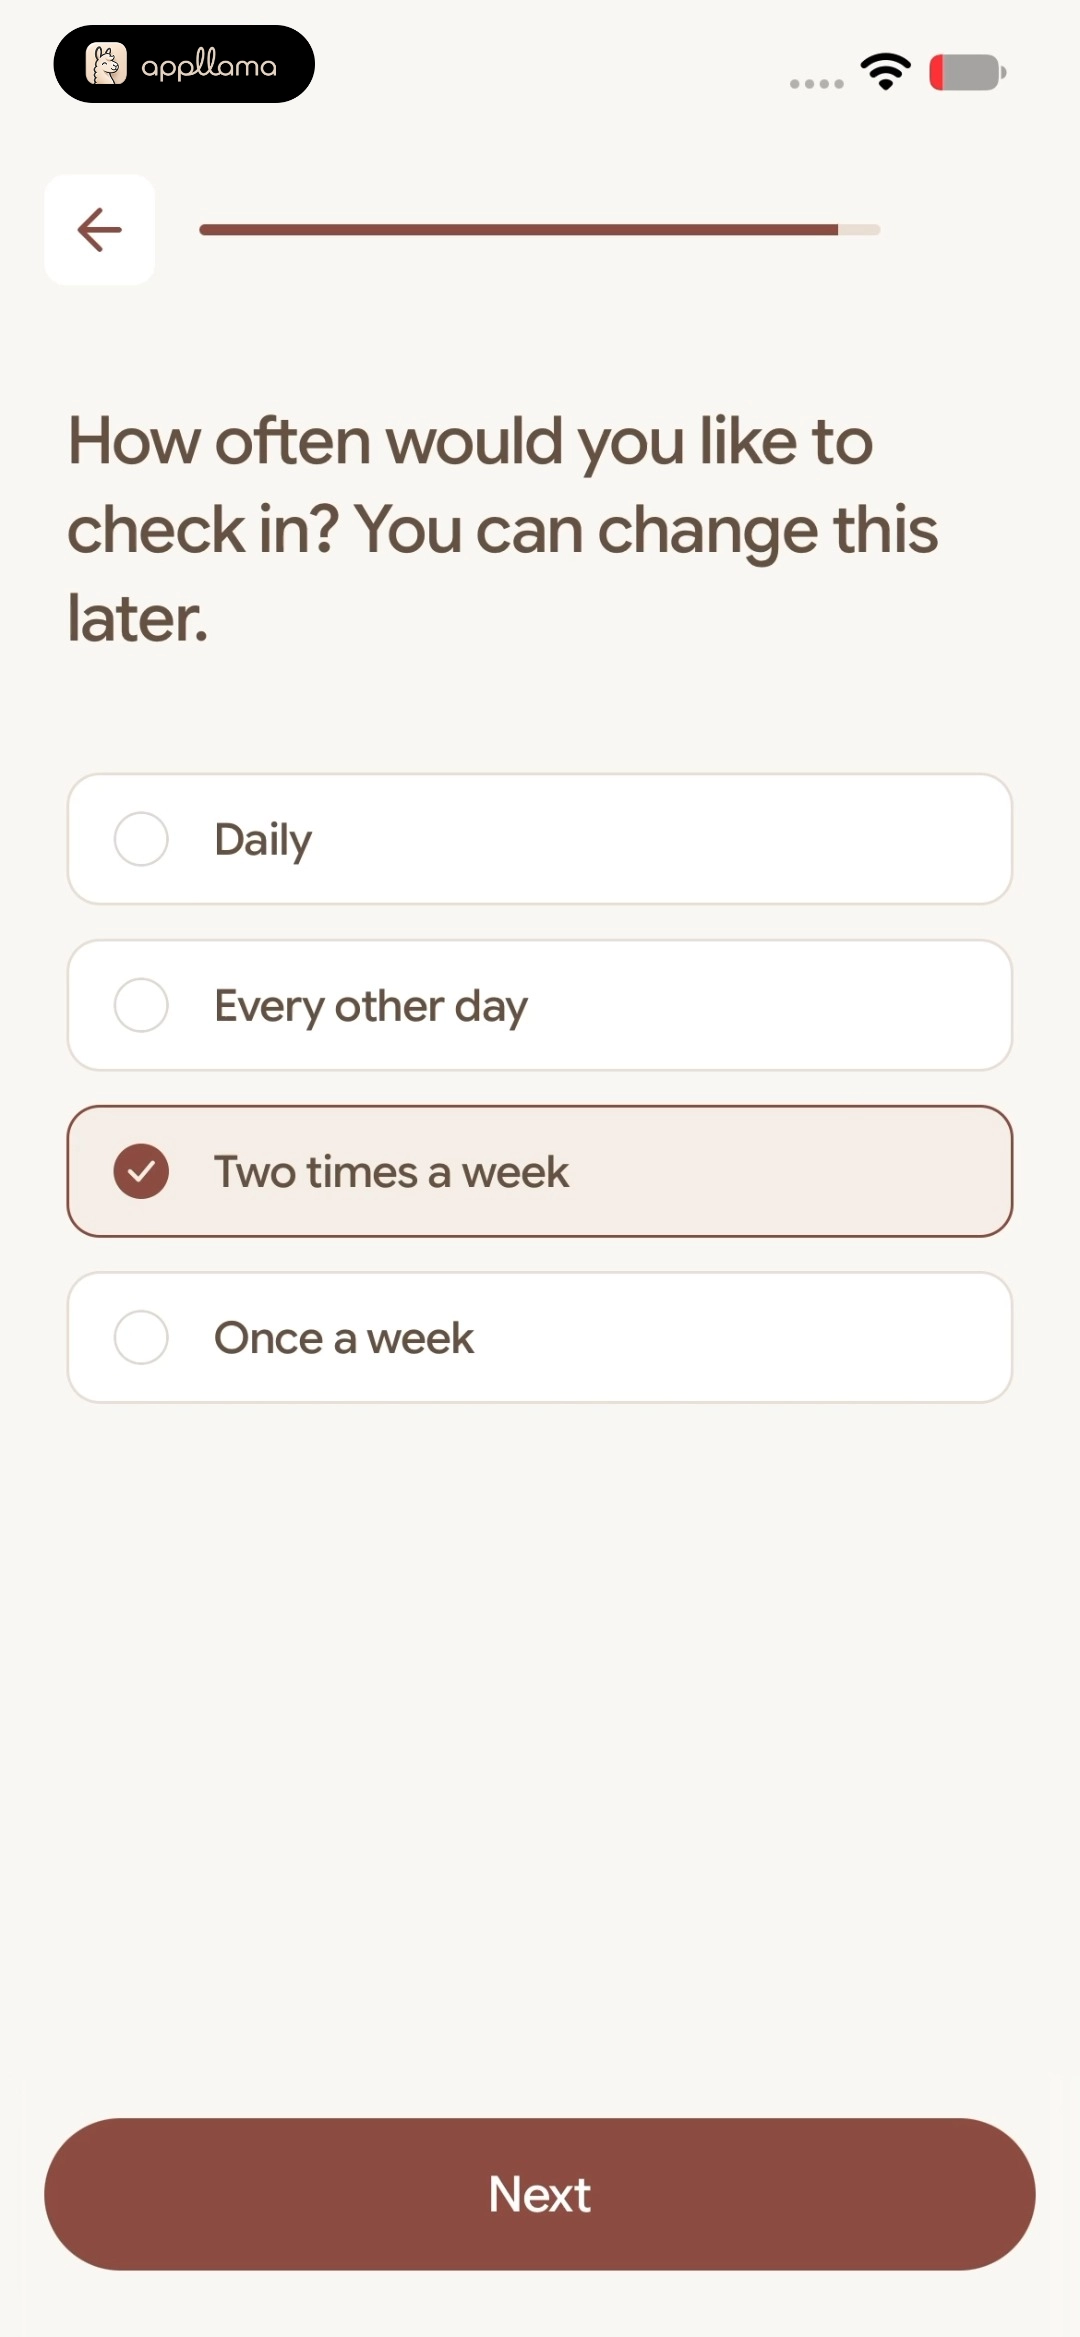 appllama
How often would you like to
check in? You can change this
later.
Daily
Every other day
Two times a week
Once a week
Next